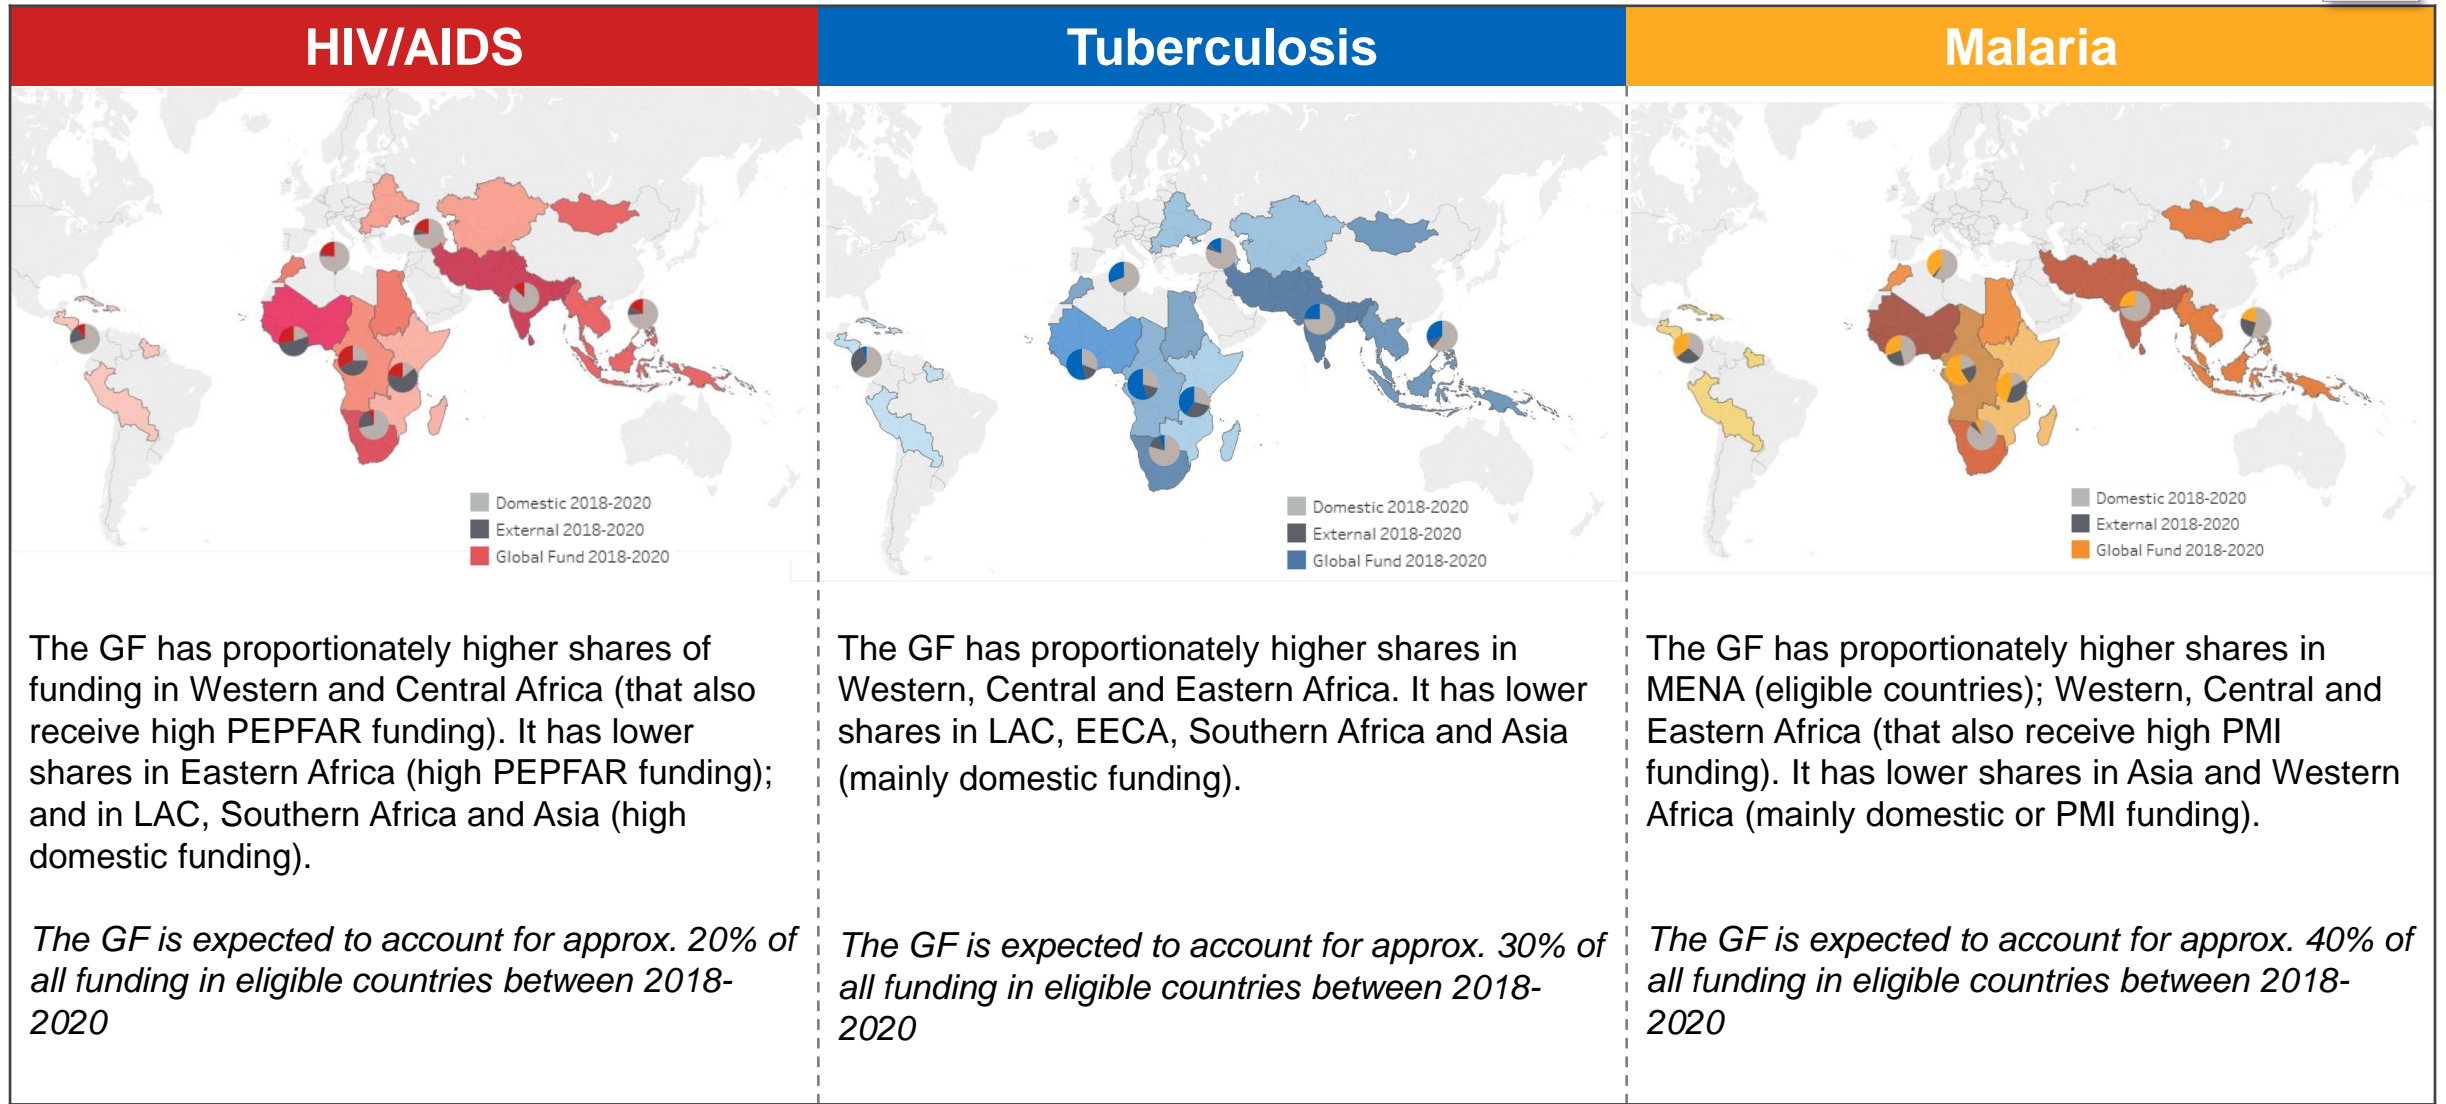 HIV/AIDS
Domestic 2018-2020
External 2018-2020
Global Fund 2018-2020
The GF has proportionately higher shares of
funding in Western and Central Africa (that also
receive high PEPFAR funding). It has lower
shares in Eastern Africa (high PEPFAR funding);
and in LAC, Southern Africa and Asia (high
domestic funding).
The GF is expected to account for approx. 20% of
all funding in eligible countries between 2018-
2020
Tuberculosis
Domestic 2018-2020
External 2018-2020
Global Fund 2018-2020
The GF has proportionately higher shares in
Western, Central and Eastern Africa. It has lower
shares in LAC, EECA, Southern Africa and Asia
(mainly domestic funding).
The GF is expected to account for approx. 30% of
all funding in eligible countries between 2018-
2020
Malaria
Domestic 2018-2020
External 2018-2020
Global Fund 2018-2020
The GF has proportionately higher shares in
MENA (eligible countries); Western, Central and
Eastern Africa (that also receive high PMI
funding). It has lower shares in Asia and Western
Africa (mainly domestic or PMI funding).
The GF is expected to account for approx. 40% of
all funding in eligible countries between 2018-
2020